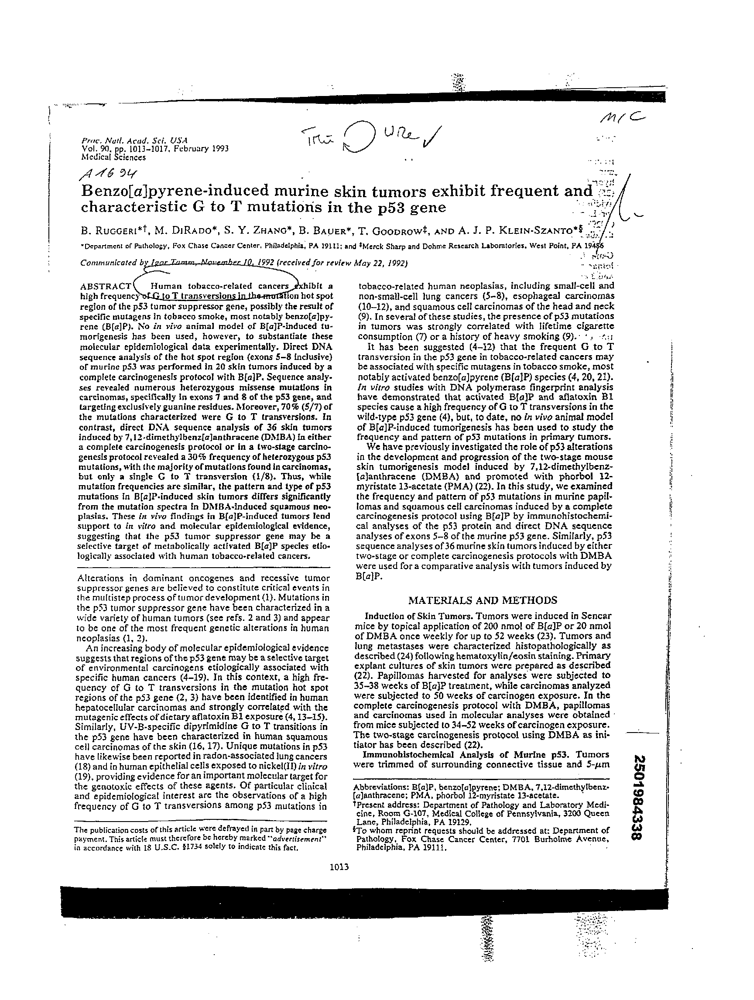 M/C
Proc. Natl. Acad. Sci. USA
Vol. 90, pp. 1013–1017, February 1993
Medical Sciences
A 16 94
Benzo[a]pyrene-induced murine skin tumors exhibit frequent and
characteristic G to T mutations in the p53 gene
B. RUGGERI*†, M. DIRADO*, S. Y. ZHANG*, B. BAUER*, T. GOODROW‡, AND A. J. P. KLEIN-SZANTO*§
*Department of Pathology, Fox Chase Cancer Center, Philadelphia, PA 19111; and ‡Merck Sharp and Dohme Research Laboratories, West Point, PA 19486
Communicated by Igor Tamm, November 10, 1992 (received for review May 22, 1992)
ABSTRACT Human tobacco-related cancers exhibit a
high frequency of G to T transversions in the mutation hot spot
region of the p53 tumor suppressor gene, possibly the result of
specific mutagens in tobacco smoke, most notably benzo[a]py-
rene (B[a]P). No in vivo animal model of B[a]P-induced tu-
morigenesis has been used, however, to substantiate these
molecular epidemiological data experimentally. Direct DNA
sequence analysis of the hot spot region (exons 5–8 inclusive)
of murine p53 was performed in 20 skin tumors induced by a
complete carcinogenesis protocol with B[a]P. Sequence analy-
ses revealed numerous heterozygous missense mutations in
carcinomas, specifically in exons 7 and 8 of the p53 gene, and
targeting exclusively guanine residues. Moreover, 70% (5/7) of
the mutations characterized were G to T transversions. In
contrast, direct DNA sequence analysis of 36 skin tumors
induced by 7,12-dimethylbenz[a]anthracene (DMBA) in either
a complete carcinogenesis protocol or in a two-stage carcino-
genesis protocol revealed a 30% frequency of heterozygous p53
mutations, with the majority of mutations found in carcinomas,
but only a single G to T transversion (1/8). Thus, while
mutation frequencies are similar, the pattern and type of p53
mutations in B[a]P-induced skin tumors differs significantly
from the mutation spectra in DMBA-induced squamous neo-
plasias. These in vivo findings in B[a]P-induced tumors lend
support to in vitro and molecular epidemiological evidence,
suggesting that the p53 tumor suppressor gene may be a
selective target of metabolically activated B[a]P species etio-
logically associated with human tobacco-related cancers.
Alterations in dominant oncogenes and recessive tumor
suppressor genes are believed to constitute critical events in
the multistep process of tumor development (1). Mutations in
the p53 tumor suppressor gene have been characterized in a
wide variety of human tumors (see refs. 2 and 3) and appear
to be one of the most frequent genetic alterations in human
neoplasias (1, 2).
An increasing body of molecular epidemiological evidence
suggests that regions of the p53 gene may be a selective target
of environmental carcinogens etiologically associated with
specific human cancers (4–19). In this context, a high fre-
quency of G to T transversions in the mutation hot spot
regions of the p53 gene (2, 3) have been identified in human
hepatocellular carcinomas and strongly correlated with the
mutagenic effects of dietary aflatoxin B1 exposure (4, 13–15).
Similarly, UV-B-specific dipyrimidine G to T transitions in
the p53 gene have been characterized in human squamous
cell carcinomas of the skin (16, 17). Unique mutations in p53
have likewise been reported in radon-associated lung cancers
(18) and in human epithelial cells exposed to nickel(II) in vitro
(19), providing evidence for an important molecular target for
the genotoxic effects of these agents. Of particular clinical
and epidemiological interest are the observations of a high
frequency of G to T transversions among p53 mutations in
The publication costs of this article were defrayed in part by page charge
payment. This article must therefore be hereby marked "advertisement"
in accordance with 18 U.S.C. §1734 solely to indicate this fact.
tobacco-related human neoplasias, including small-cell and
non-small-cell lung cancers (5–8), esophageal carcinomas
(10–12), and squamous cell carcinomas of the head and neck
(9). In several of these studies, the presence of p53 mutations
in tumors was strongly correlated with lifetime cigarette
consumption (7) or a history of heavy smoking (9).
It has been suggested (4–12) that the frequent G to T
transversion in the p53 gene in tobacco-related cancers may
be associated with specific mutagens in tobacco smoke, most
notably activated benzo[a]pyrene (B[a]P) species (4, 20, 21).
In vitro studies with DNA polymerase fingerprint analysis
have demonstrated that activated B[a]P and aflatoxin B1
species cause a high frequency of G to T transversions in the
wild-type p53 gene (4), but, to date, no in vivo animal model
of B[a]P-induced tumorigenesis has been used to study the
frequency and pattern of p53 mutations in primary tumors.
We have previously investigated the role of p53 alterations
in the development and progression of the two-stage mouse
skin tumorigenesis model induced by 7,12-dimethylbenz-
[a]anthracene (DMBA) and promoted with phorbol 12-
myristate 13-acetate (PMA) (22). In this study, we examined
the frequency and pattern of p53 mutations in murine papil-
lomas and squamous cell carcinomas induced by a complete
carcinogenesis protocol using B[a]P by immunohistochemi-
cal analyses of the p53 protein and direct DNA sequence
analyses of exons 5–8 of the murine p53 gene. Similarly, p53
sequence analyses of 36 murine skin tumors induced by either
two-stage or complete carcinogenesis protocols with DMBA
were used for a comparative analysis with tumors induced by
B[a]P.
MATERIALS AND METHODS
Induction of Skin Tumors. Tumors were induced in Sencar
mice by topical application of 200 nmol of B[a]P or 20 nmol
of DMBA once weekly for up to 52 weeks (23). Tumors and
lung metastases were characterized histopathologically as
described (24) following hematoxylin/eosin staining. Primary
explant cultures of skin tumors were prepared as described
(22). Papillomas harvested for analyses were subjected to
35–38 weeks of B[a]P treatment, while carcinomas analyzed
were subjected to 50 weeks of carcinogen exposure. In the
complete carcinogenesis protocol with DMBA, papillomas
and carcinomas used in molecular analyses were obtained
from mice subjected to 34–52 weeks of carcinogen exposure.
The two-stage carcinogenesis protocol using DMBA as ini-
tiator has been described (22).
Immunohistochemical Analysis of Murine p53. Tumors
were trimmed of surrounding connective tissue and 5-μm
Abbreviations: B[a]P, benzo[a]pyrene; DMBA, 7,12-dimethylbenz-
[a]anthracene; PMA, phorbol 12-myristate 13-acetate.
†Present address: Department of Pathology and Laboratory Medi-
cine, Room G-107, Medical College of Pennsylvania, 3200 Queen
Lane, Philadelphia, PA 19129.
§To whom reprint requests should be addressed at: Department of
Pathology, Fox Chase Cancer Center, 7701 Burholme Avenue,
Philadelphia, PA 19111.
2501984338
1013